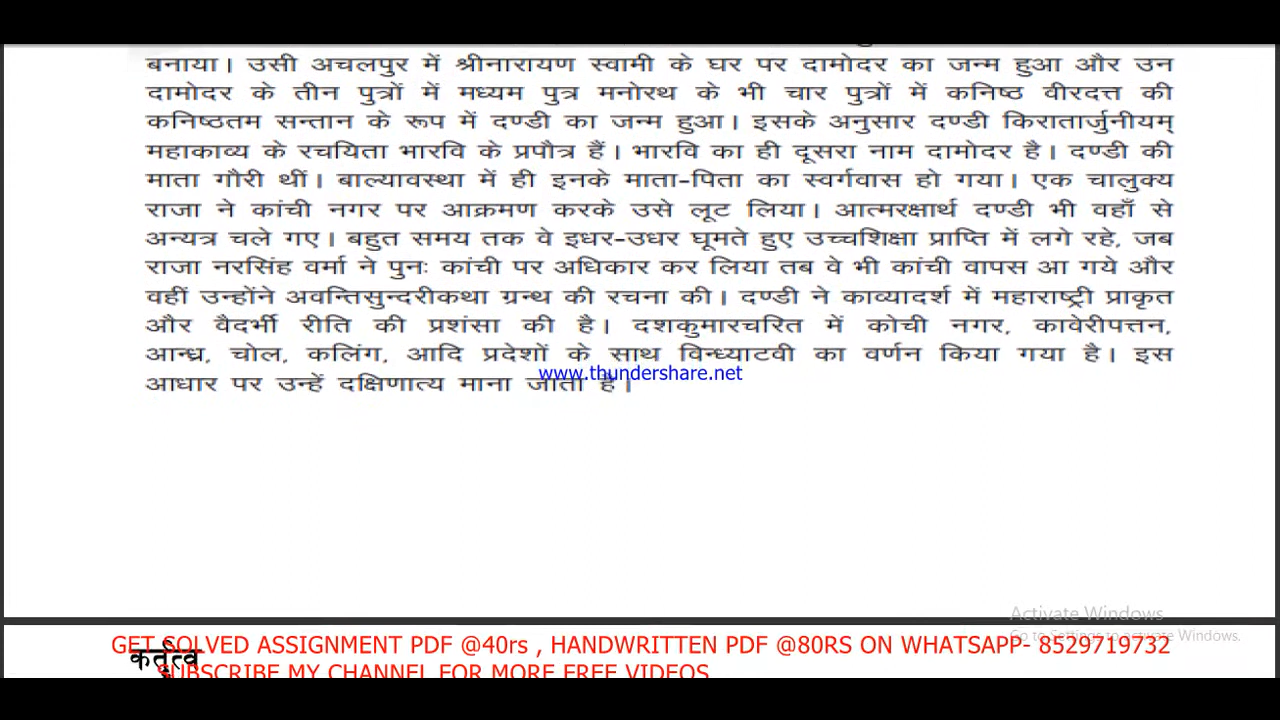 बनाया। उसी अचलपुर में श्रीनारायण स्वामी के घर पर दामोदर का जन्म हुआ और उन
दामोदर के तीन पुत्रों में मध्यम पुत्र मनोरथ के भी चार पुत्रों में कनिष्ठ वीरदत्त की
कनिष्ठतम सन्तान के रूप में दण्डी का जन्म हुआ। इसके अनुसार दण्डी किरातार्जुनीयम्
महाकाव्य के रचयिता भारवि के प्रपौत्र हैं। भारवि का ही दूसरा नाम दामोदर है। दण्डी की
माता गौरी थीं। बाल्यावस्था में ही इनके माता-पिता का स्वर्गवास हो गया। एक चालुक्य
राजा ने कांची नगर पर आक्रमण करके उसे लूट लिया। आत्मरक्षार्थ दण्डी भी वहाँ से
अन्यत्र चले गए। बहुत समय तक वे इधर-उधर घूमते हुए उच्चशिक्षा प्राप्ति में लगे रहे, जब
राजा नरसिंह वर्मा ने पुनः कांची पर अधिकार कर लिया तब वे भी कांची वापस आ गये और
वहीं उन्होंने अवन्तिसुन्दरीकथा ग्रन्थ की रचना की। दण्डी ने काव्यादर्श में महाराष्ट्री प्राकृत
और वैदर्भी रीति की प्रशंसा की है। दशकुमारचरित में कोची नगर, कावेरीपत्तन,
आन्ध्र, चोल, कलिंग, आदि प्रदेशों के साथ विन्ध्याटवी का वर्णन किया गया है। इस
www.thundershare.net
आधार पर उन्हें दक्षिणात्य माना जाता है।
Activate Windows
Go to Settings to activate Windows.
GET SOLVED ASSIGNMENT PDF @40rs , HANDWRITTEN PDF @80RS ON WHATSAPP- 8529719732
कर्तृत्व
SUBSCRIBE MY CHANNEL FOR MORE FREE VIDEOS